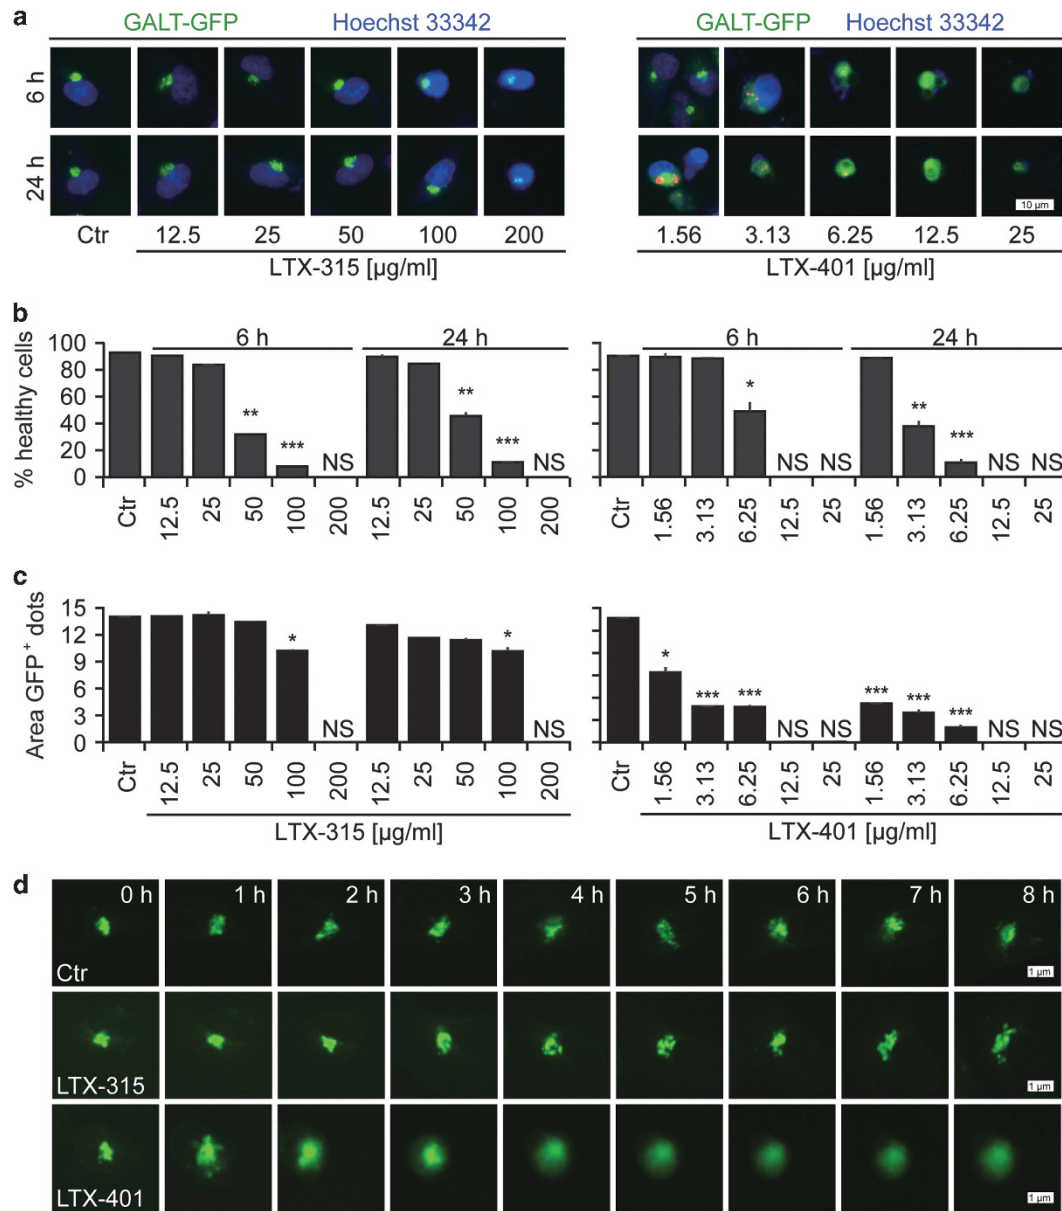 a
GALT-GFP Hoechst 33342 GALT-GFP Hoechst 33342
6 h
24 h
10 µm
Ctr 12.5 25 50 100 200 1.56 3.13 6.25 12.5 25
LTX-315 [µg/ml] LTX-401 [µg/ml]
b
6 h 24 h 6 h 24 h
% healthy cells
100
80
60
40
20
0
** *** NS ** *** NS * NS NS ** *** NS NS
Ctr 12.5 25 50 100 200 12.5 25 50 100 200 Ctr 1.56 3.13 6.25 12.5 25 1.56 3.13 6.25 12.5 25
c
Area GFP+ dots
15
12
9
6
3
0
* NS * NS * *** *** NS NS *** *** *** NS NS
Ctr 12.5 25 50 100 200 12.5 25 50 100 200 Ctr 1.56 3.13 6.25 12.5 25 1.56 3.13 6.25 12.5 25
LTX-315 [µg/ml] LTX-401 [µg/ml]
d
0 h 1 h 2 h 3 h 4 h 5 h 6 h 7 h 8 h
Ctr 1 µm
LTX-315 1 µm
LTX-401 1 µm